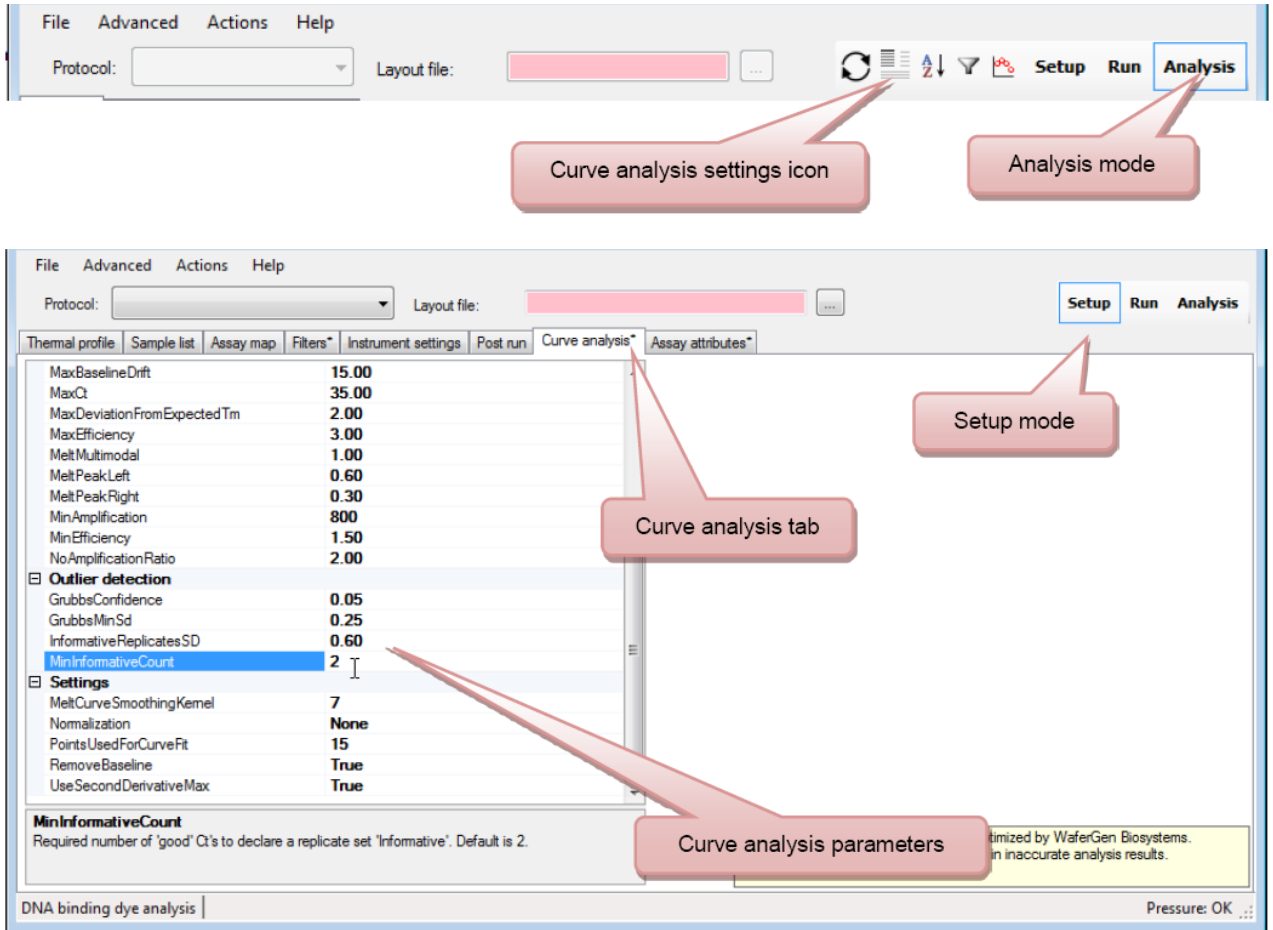 File Advanced Actions Help
Protocol: Layout file: ... A Z Setup Run Analysis
Curve analysis settings icon
Analysis mode
File Advanced Actions Help
Protocol: Layout file: ... Setup Run Analysis
Thermal profile Sample list Assay map Filters* Instrument settings Post run Curve analysis* Assay attributes*
MaxBaselineDrift 15.00
MaxCt 35.00
MaxDeviationFromExpectedTm 2.00
MaxEfficiency 3.00
Setup mode
MeltMultimodal 1.00
MeltPeakLeft 0.60
MeltPeakRight 0.30
MinAmplification 800
Curve analysis tab
MinEfficiency 1.50
NoAmplificationRatio 2.00
Outlier detection
GrubbsConfidence 0.05
GrubbsMinSd 0.25
InformativeReplicatesSD 0.60
MinInformativeCount 2
Settings
MeltCurveSmoothingKernel 7
Normalization None
PointsUsedForCurveFit 15
RemoveBaseline True
UseSecondDerivativeMax True
MinInformativeCount
Required number of 'good' Ct's to declare a replicate set 'Informative'. Default is 2.
Curve analysis parameters
timized by WaferGen Biosystems.
n inaccurate analysis results.
DNA binding dye analysis Pressure: OK